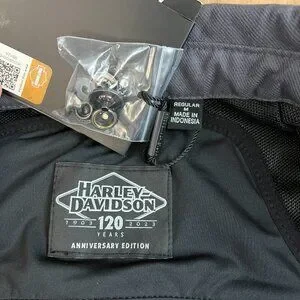 REGULAR
M
MADE IN
INDONESIA
HARLEY-
DAVIDSON
1903 120 2023
YEARS
ANNIVERSARY EDITION